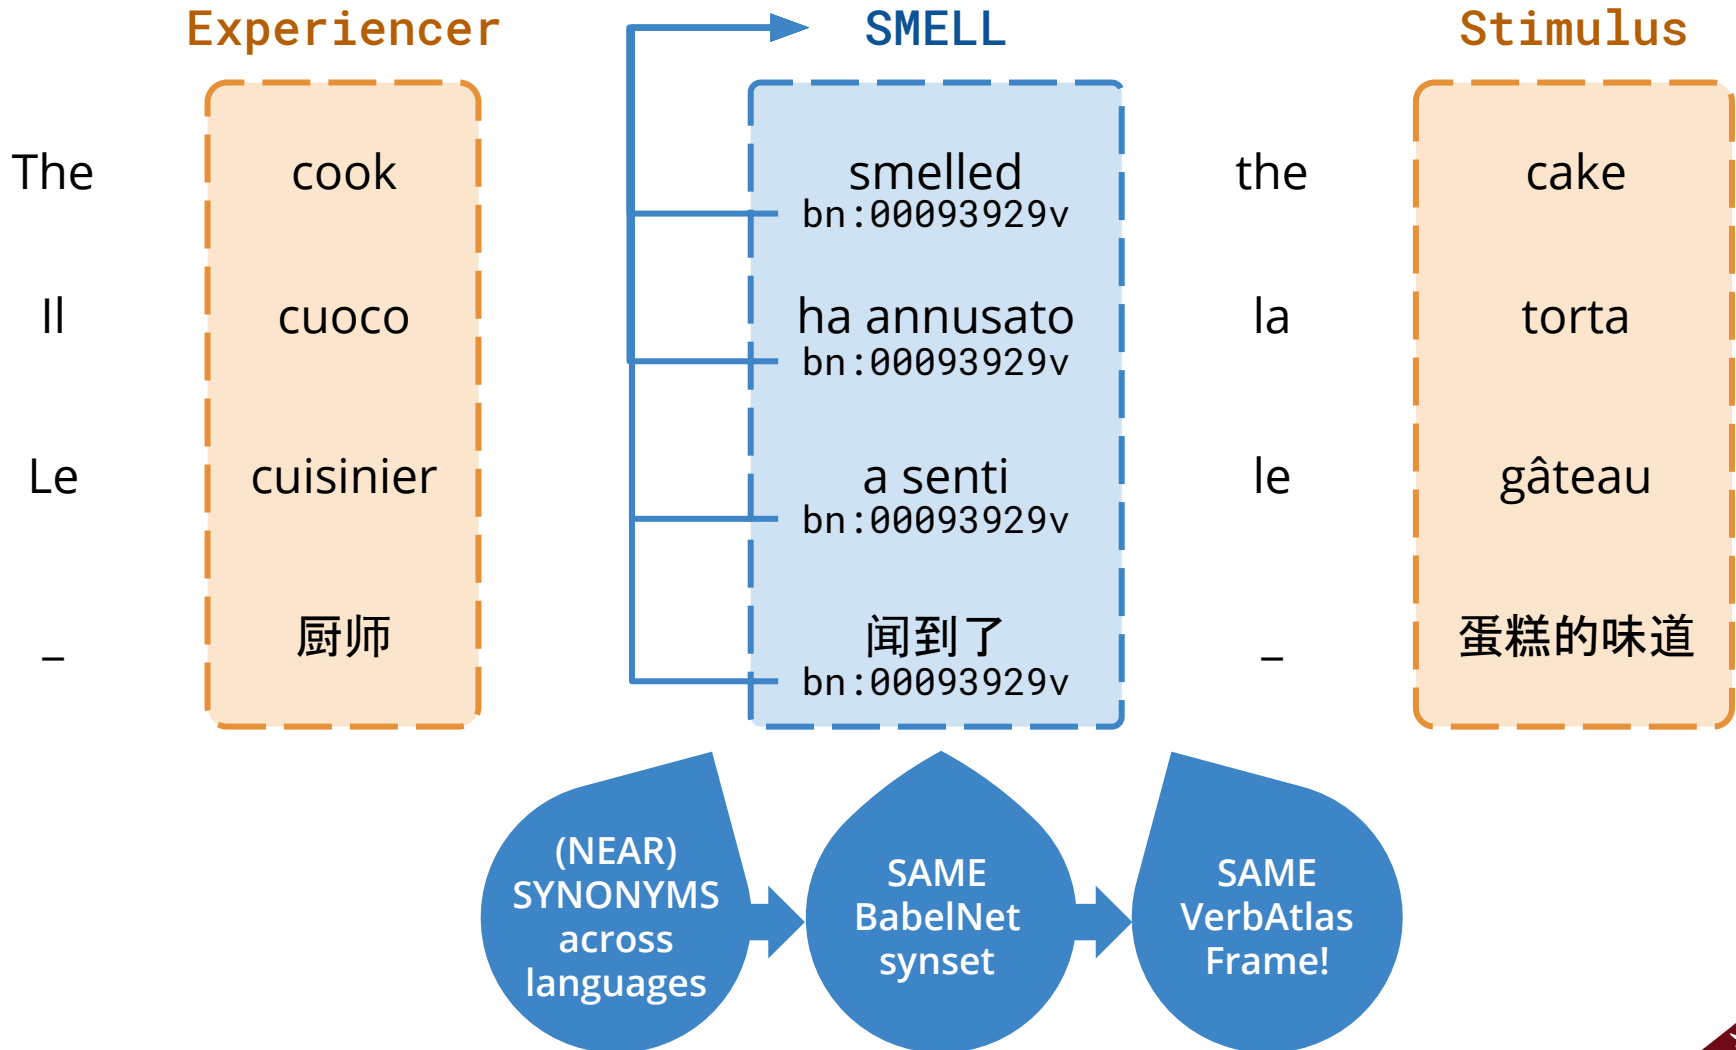 Experiencer SMELL Stimulus
The cook smelled the cake
bn:00093929v
Il cuoco ha annusato la torta
bn:00093929v
Le cuisinier a senti le gâteau
bn:00093929v
_ 厨师 闻到了 _ 蛋糕的味道
bn:00093929v
(NEAR)
SYNONYMS
across
languages
SAME
BabelNet
synset
SAME
VerbAtlas
Frame!